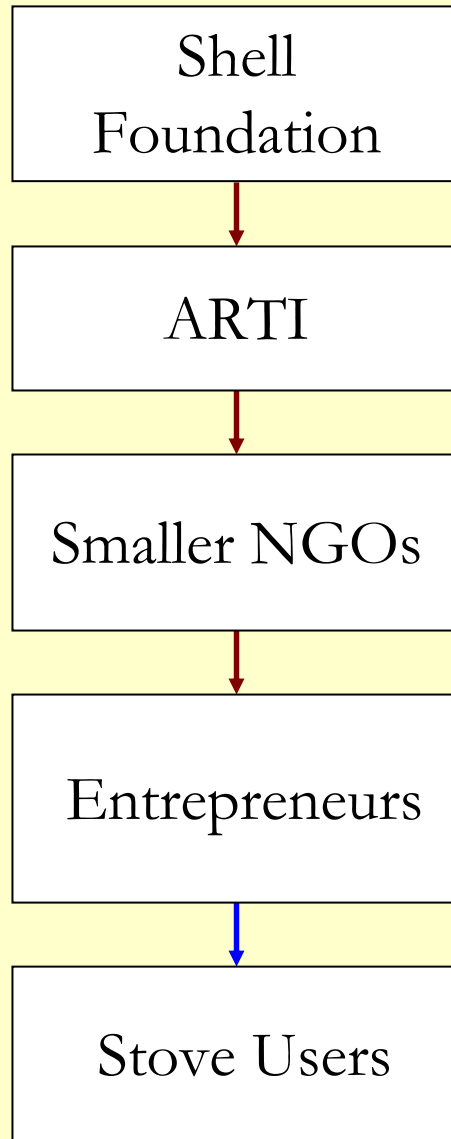 Shell
Foundation
ARTI
Smaller NGOs
Entrepreneurs
Stove Users